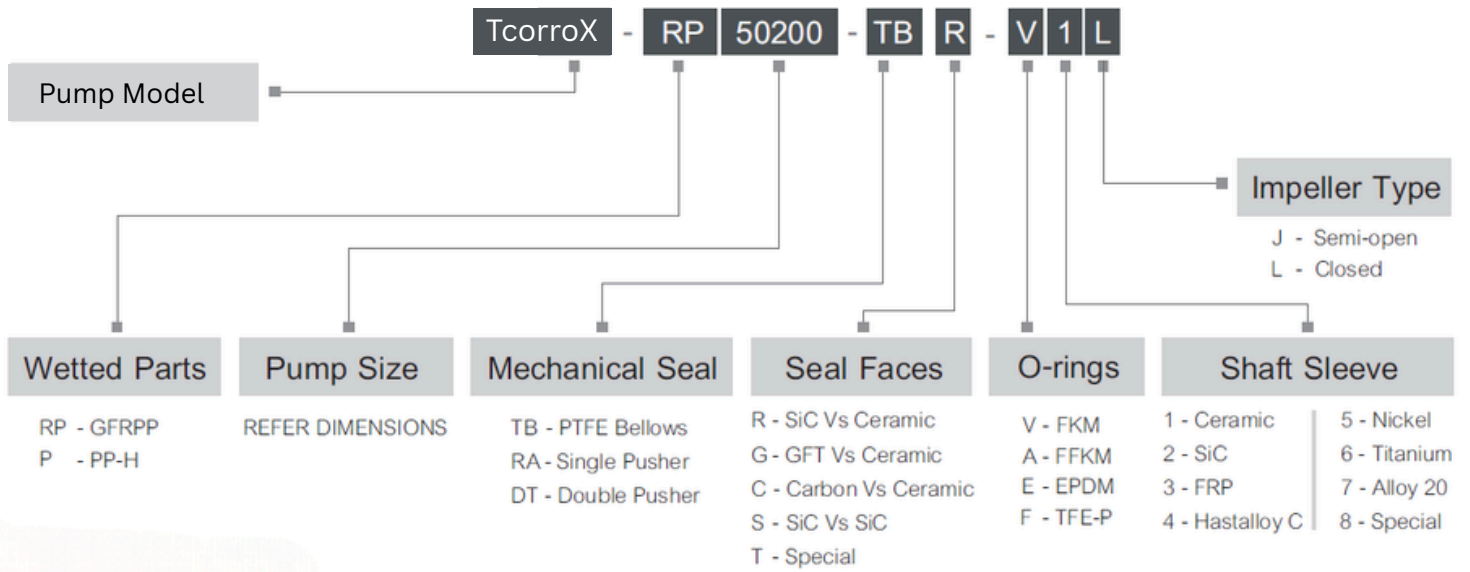 TcorroX - RP 50200 - TB R - V 1 L
Pump Model
Impeller Type
J - Semi-open
L - Closed
Wetted Parts
RP - GFRPP
P - PP-H
Pump Size
REFER DIMENSIONS
Mechanical Seal
TB - PTFE Bellows
RA - Single Pusher
DT - Double Pusher
Seal Faces
R - SiC Vs Ceramic
G - GFT Vs Ceramic
C - Carbon Vs Ceramic
S - SiC Vs SiC
T - Special
O-rings
V - FKM
A - FFKM
E - EPDM
F - TFE-P
Shaft Sleeve
1 - Ceramic
2 - SiC
3 - FRP
4 - Hastalloy C
5 - Nickel
6 - Titanium
7 - Alloy 20
8 - Special